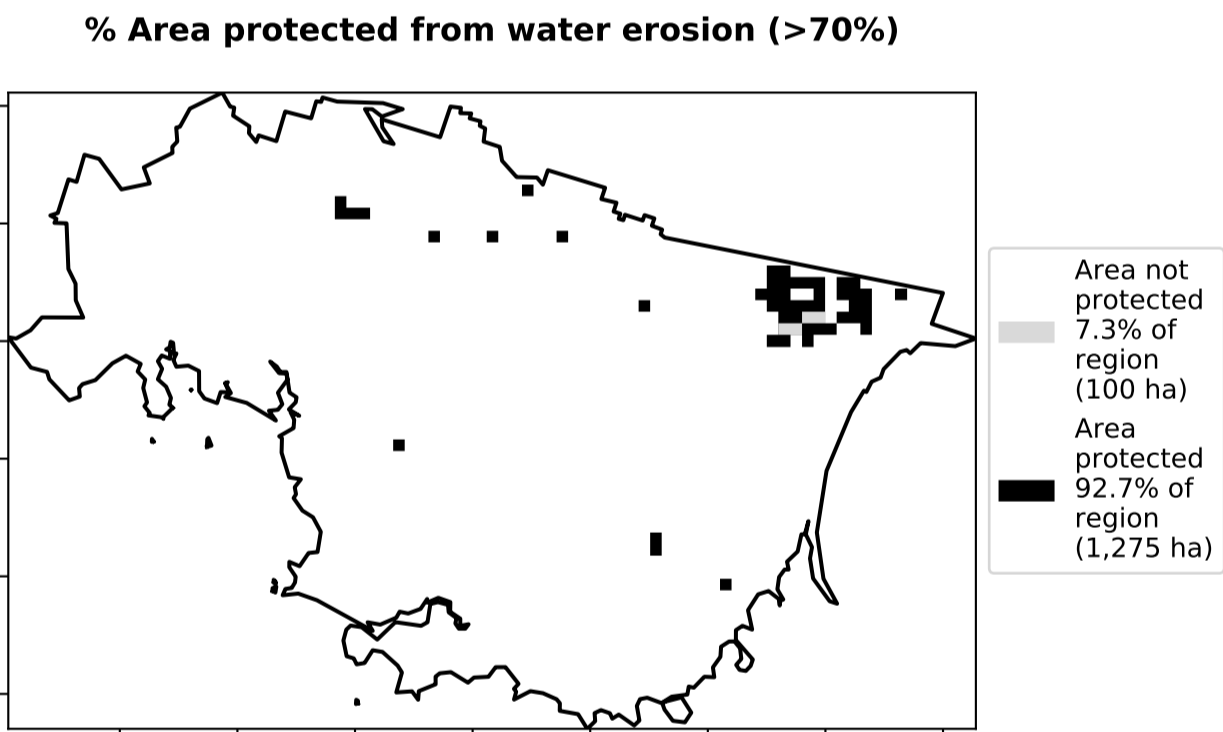 % Area protected from water erosion (>70%)
Area not
protected
7.3% of
region
(100 ha)
Area
protected
92.7% of
region
(1,275 ha)